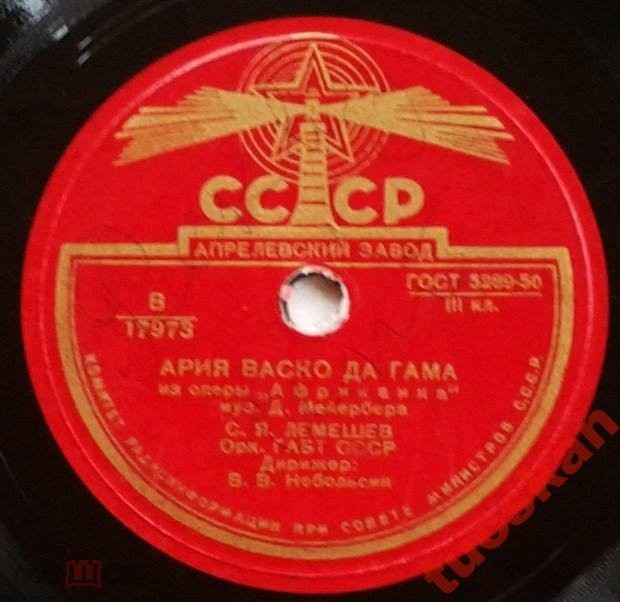 СССР
АПРЕЛЕВСКИЙ ЗАВОД
ГОСТ 3289-50
III кл.
В
17973
АРИЯ ВАСКО ДА ГАМА
из оперы „Африканка"
муз. Д. Мейербера
С. Я. ЛЕМЕШЕВ
Орк. ГАБТ СССР
Дирижер:
В. В. Небольсин
КОМИТЕТ РАДИОИНФОРМАЦИИ ПРИ СОВЕТЕ МИНИСТРОВ С.С.С.Р.